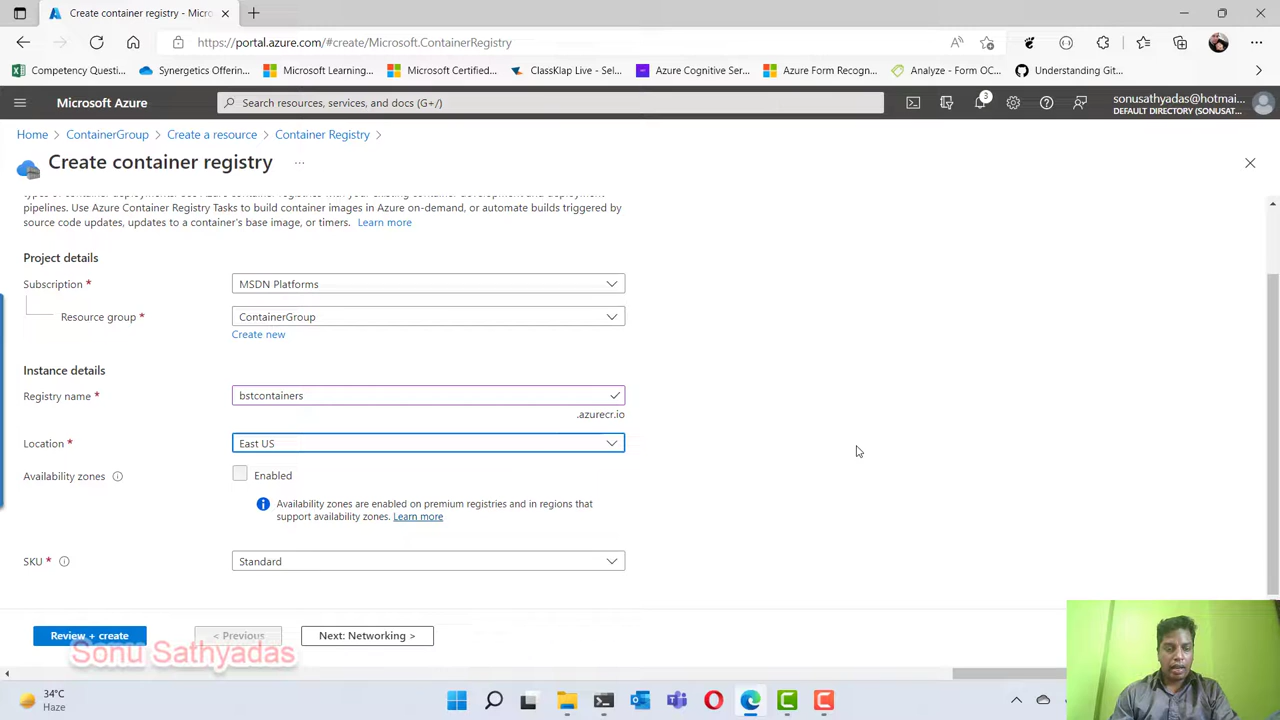 Create container registry - Micro
https://portal.azure.com/#create/Microsoft.ContainerRegistry
Competency Questi...
Synergetics Offerin...
Microsoft Learning...
Microsoft Certified...
ClassKlap Live - Sel...
Azure Cognitive Ser...
Azure Form Recogn...
Analyze - Form OC...
Understanding Git...
Microsoft Azure
Search resources, services, and docs (G+/)
3
sonusathyadas@hotmai...
DEFAULT DIRECTORY (SONUSAT...
Home > ContainerGroup > Create a resource > Container Registry >
Create container registry ...
pipelines. Use Azure Container Registry Tasks to build container images in Azure on-demand, or automate builds triggered by
source code updates, updates to a container's base image, or timers. Learn more
Project details
Subscription * MSDN Platforms
Resource group * ContainerGroup
Create new
Instance details
Registry name * bstcontainers
.azurecr.io
Location * East US
Availability zones Enabled
Availability zones are enabled on premium registries and in regions that
support availability zones. Learn more
SKU * Standard
Review + create
< Previous
Next: Networking >
Sonu Sathyadas
34°C
Haze